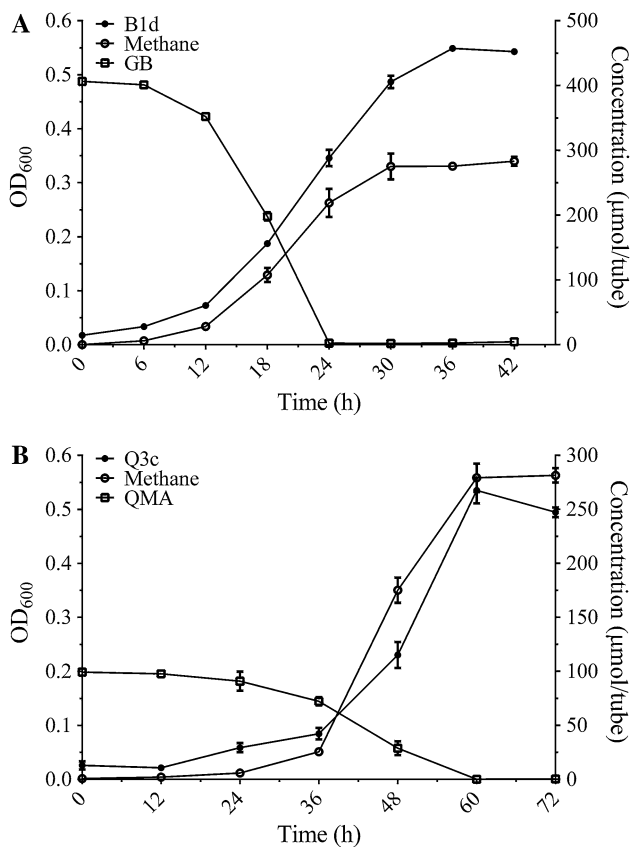 A
B1d
Methane
GB
0.6
0.5
0.4
0.3
0.2
0.1
0.0
OD600
500
400
300
200
100
0
Concentration (μmol/tube)
0 6 12 18 24 30 36 42
Time (h)
B
Q3c
Methane
QMA
0.6
0.5
0.4
0.3
0.2
0.1
0.0
OD600
300
250
200
150
100
50
0
Concentration (μmol/tube)
0 12 24 36 48 60 72
Time (h)